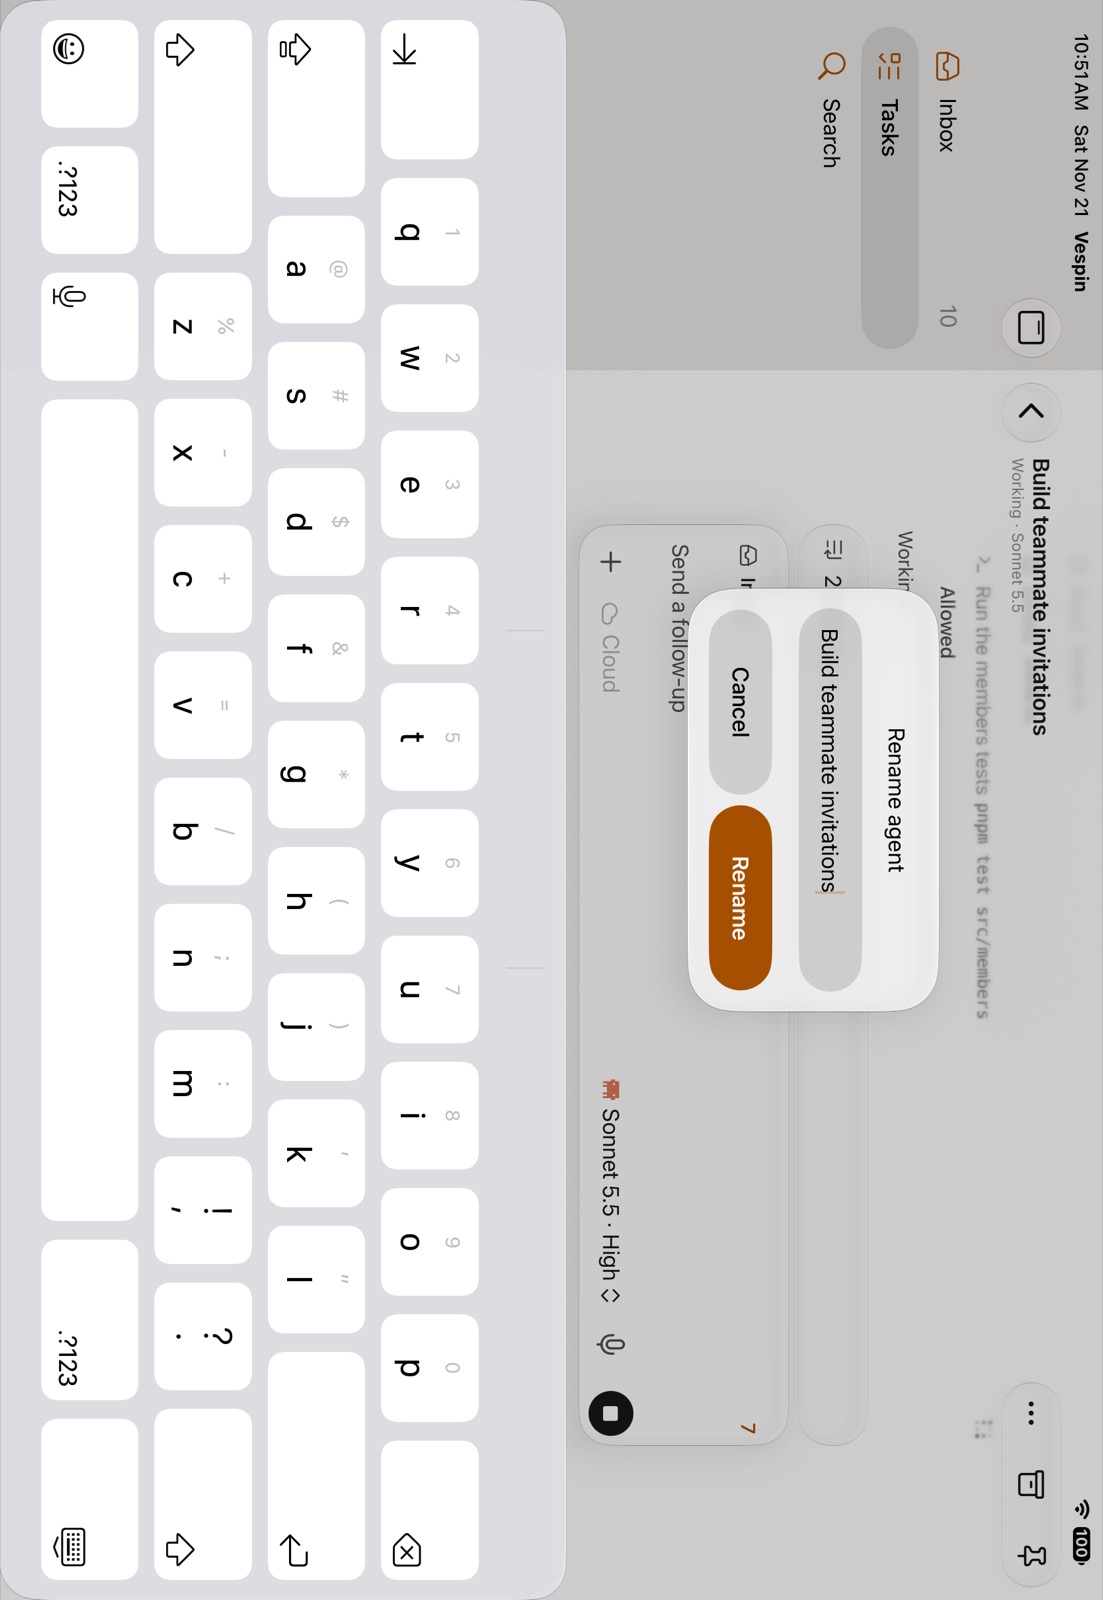 10:51 AM Sat Nov 21 Vespin
100
Build teammate invitations
Working · Sonnet 5.5
Inbox 10
Tasks
Search
Run the members tests pnpm test src/members
Allowed
Rename agent
Build teammate invitations
Cancel Rename
2
7
Send a follow-up
Cloud
Sonnet 5.5 · High
1 2 3 4 5 6 7 8 9 0
q w e r t y u i o p
@ # $ & * ( ) ' "
a s d f g h j k l
% - + = / ; : ! ?
z x c v b n m , .
.?123 .?123